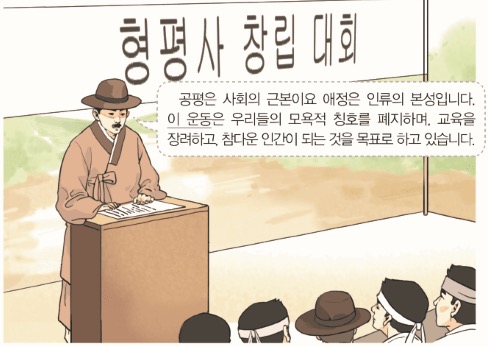 형평사 창립 대회
공평은 사회의 근본이요 애정은 인류의 본성입니다.
이 운동은 우리들의 모욕적 칭호를 폐지하며, 교육을
장려하고, 참다운 인간이 되는 것을 목표로 하고 있습니다.